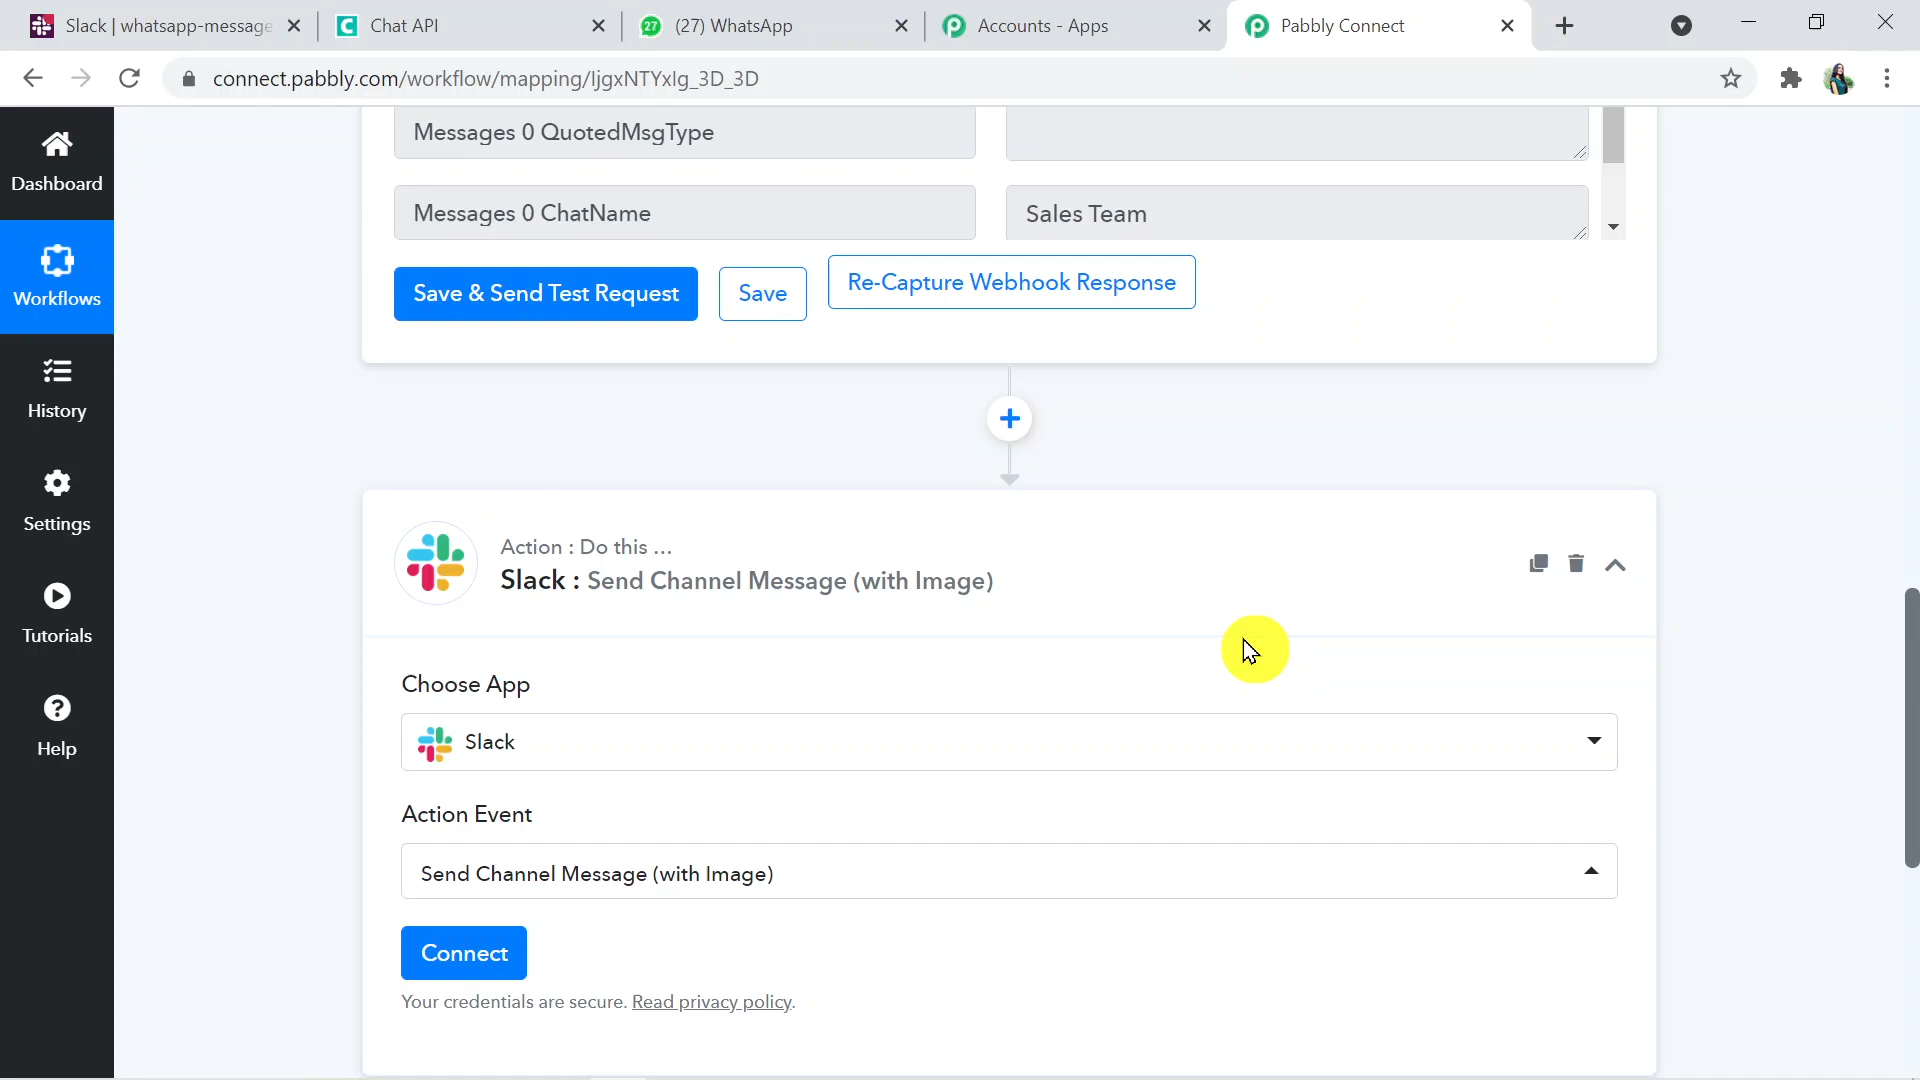 Slack | whatsapp-message
Chat API
27
(27) WhatsApp
Accounts - Apps
Pabbly Connect
connect.pabbly.com/workflow/mapping/IjgxNTYxIg_3D_3D
Dashboard
Workflows
History
Settings
Tutorials
Help
Messages 0 QuotedMsgType
Messages 0 ChatName
Sales Team
Save & Send Test Request
Save
Re-Capture Webhook Response
Action : Do this ...
Slack : Send Channel Message (with Image)
Choose App
Slack
Action Event
Send Channel Message (with Image)
Connect
Your credentials are secure. Read privacy policy.